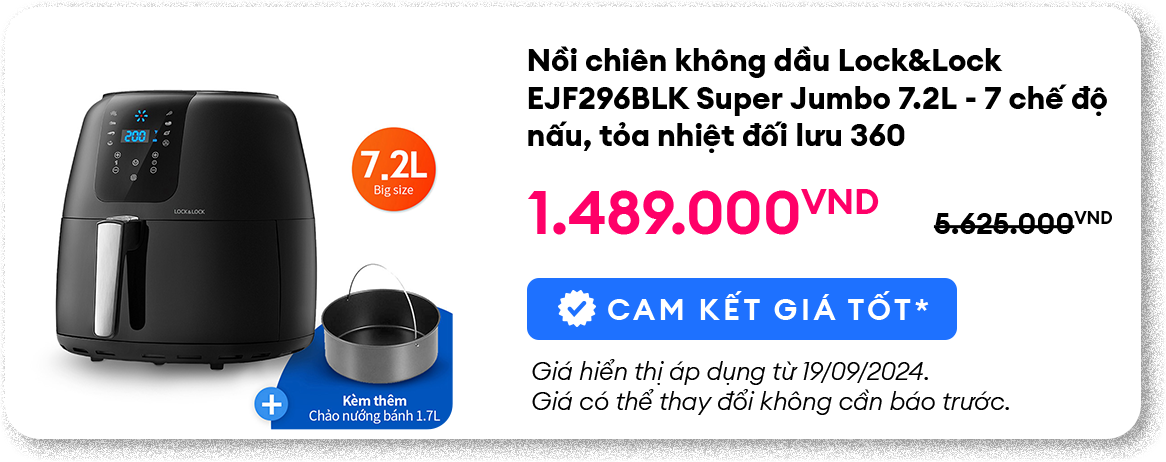 Nồi chiên không dầu Lock&Lock
EJF296BLK Super Jumbo 7.2L - 7 chế độ
nấu, tỏa nhiệt đối lưu 360
200
LOCK&LOCK
7.2L
Big size
1.489.000VND
5.625.000VND
CAM KẾT GIÁ TỐT*
Kèm thêm
Chảo nướng bánh 1.7L
Giá hiển thị áp dụng từ 19/09/2024.
Giá có thể thay đổi không cần báo trước.